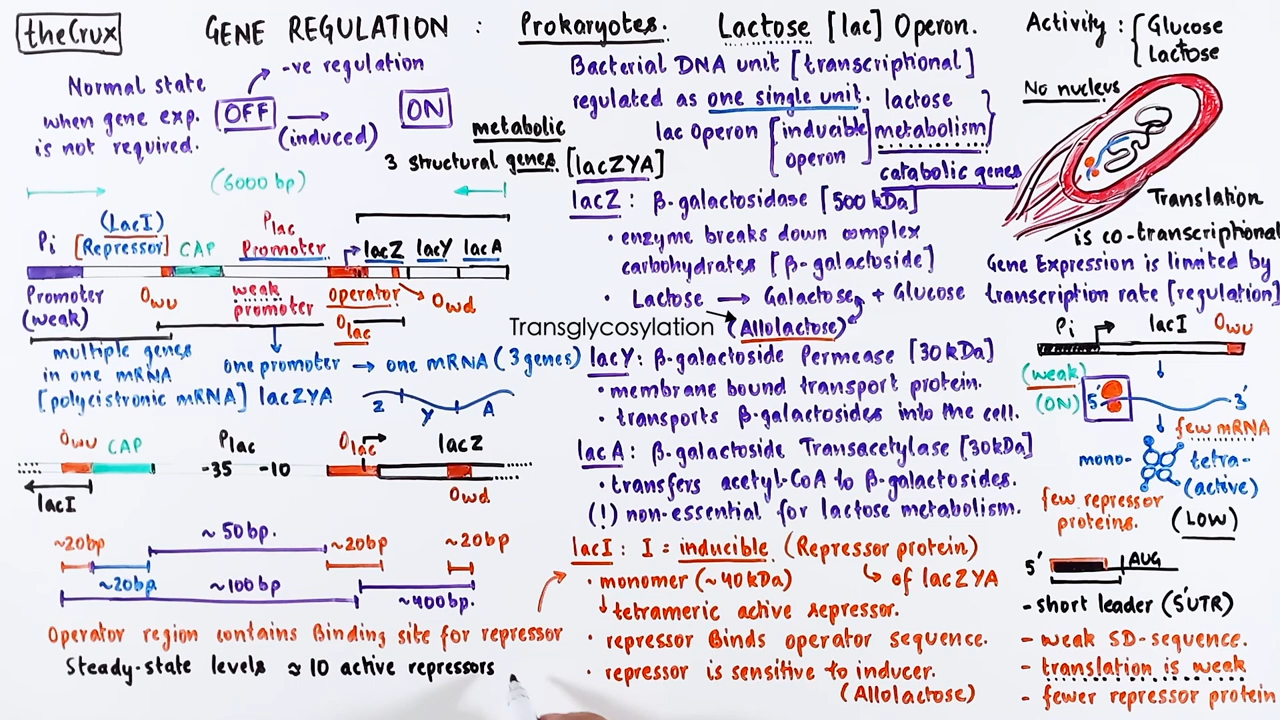 theCrux
GENE REGULATION : Prokaryotes. Lactose [lac] Operon.
Activity : { Glucose
Lactose
Normal state
when gene exp.
is not required.
OFF
-ve regulation
(induced)
ON
Bacterial DNA unit [transcriptional]
regulated as one single unit.
lac Operon [inducible
operon]
lactose
metabolism
catabolic genes
metabolic
3 structural genes [lacZYA]
(6000 bp)
Pi
(LacI)
[Repressor]
CAP
Plac
Promoter
lacZ lacY lacA
Promoter
(weak)
Owu
weak
promoter
operator
Olac
Owd
multiple genes
in one mRNA
[polycistronic mRNA] lacZYA
one promoter → one mRNA (3 genes)
Z Y A
Owu CAP Plac Olac lacZ
-35 -10
lacI
Owd
~20bp
~50bp.
~20bp
~20bp
~20bp
~100bp
~400bp.
Operator region contains Binding site for repressor
Steady-state levels ≈ 10 active repressors
lacZ : β-galactosidase [500 kDa]
• enzyme breaks down complex
carbohydrates [β-galactoside]
• Lactose → Galactose + Glucose
Transglycosylation (Allolactose)
lacY: β-galactoside Permease [30 kDa]
• membrane bound transport protein.
• transports β-galactosides into the cell.
lacA : β-galactoside Transacetylase [30kDa]
• transfers acetyl-CoA to β-galactosides.
(!) non-essential for lactose metabolism.
lacI : I = inducible (Repressor protein)
↳ of lacZYA
• monomer (~40kDa)
↓ tetrameric active repressor.
• repressor Binds operator sequence.
• repressor is sensitive to inducer.
(Allolactose)
No nucleus
Translation
is co-transcriptional
Gene Expression is limited by
transcription rate [regulation]
Pi lacI Owu
(weak)
(ON)
5' 3'
few mRNA
mono- tetra-
(active)
few repressor
proteins.
(LOW)
5' AUG
- short leader (5'UTR)
- weak SD-sequence.
- translation is weak
- fewer repressor protein